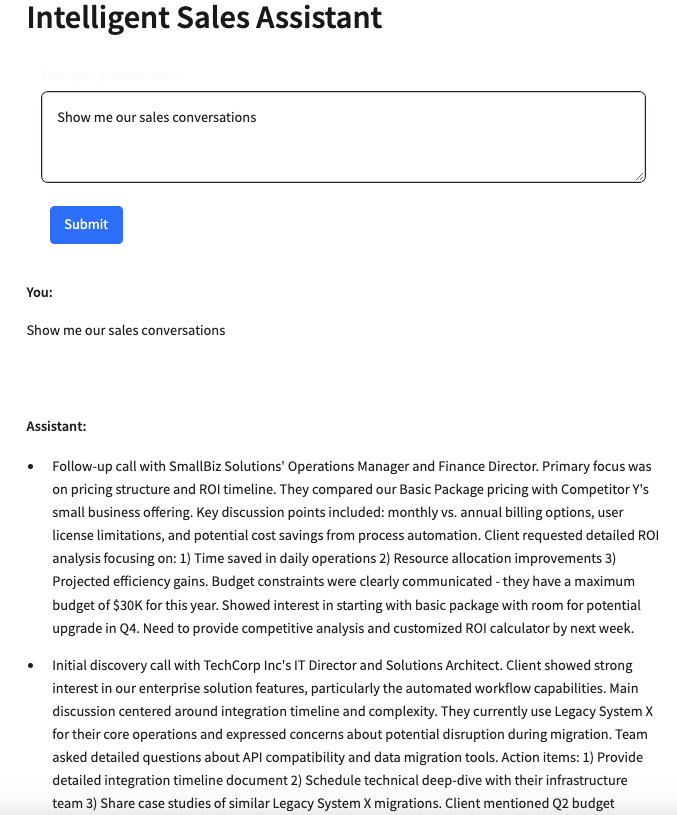 Intelligent Sales Assistant
Enter your question here..
Show me our sales conversations
Submit
You:
Show me our sales conversations
Assistant:
• Follow-up call with SmallBiz Solutions' Operations Manager and Finance Director. Primary focus was
on pricing structure and ROI timeline. They compared our Basic Package pricing with Competitor Y's
small business offering. Key discussion points included: monthly vs. annual billing options, user
license limitations, and potential cost savings from process automation. Client requested detailed ROI
analysis focusing on: 1) Time saved in daily operations 2) Resource allocation improvements 3)
Projected efficiency gains. Budget constraints were clearly communicated - they have a maximum
budget of $30K for this year. Showed interest in starting with basic package with room for potential
upgrade in Q4. Need to provide competitive analysis and customized ROI calculator by next week.
• Initial discovery call with TechCorp Inc's IT Director and Solutions Architect. Client showed strong
interest in our enterprise solution features, particularly the automated workflow capabilities. Main
discussion centered around integration timeline and complexity. They currently use Legacy System X
for their core operations and expressed concerns about potential disruption during migration. Team
asked detailed questions about API compatibility and data migration tools. Action items: 1) Provide
detailed integration timeline document 2) Schedule technical deep-dive with their infrastructure
team 3) Share case studies of similar Legacy System X migrations. Client mentioned Q2 budget